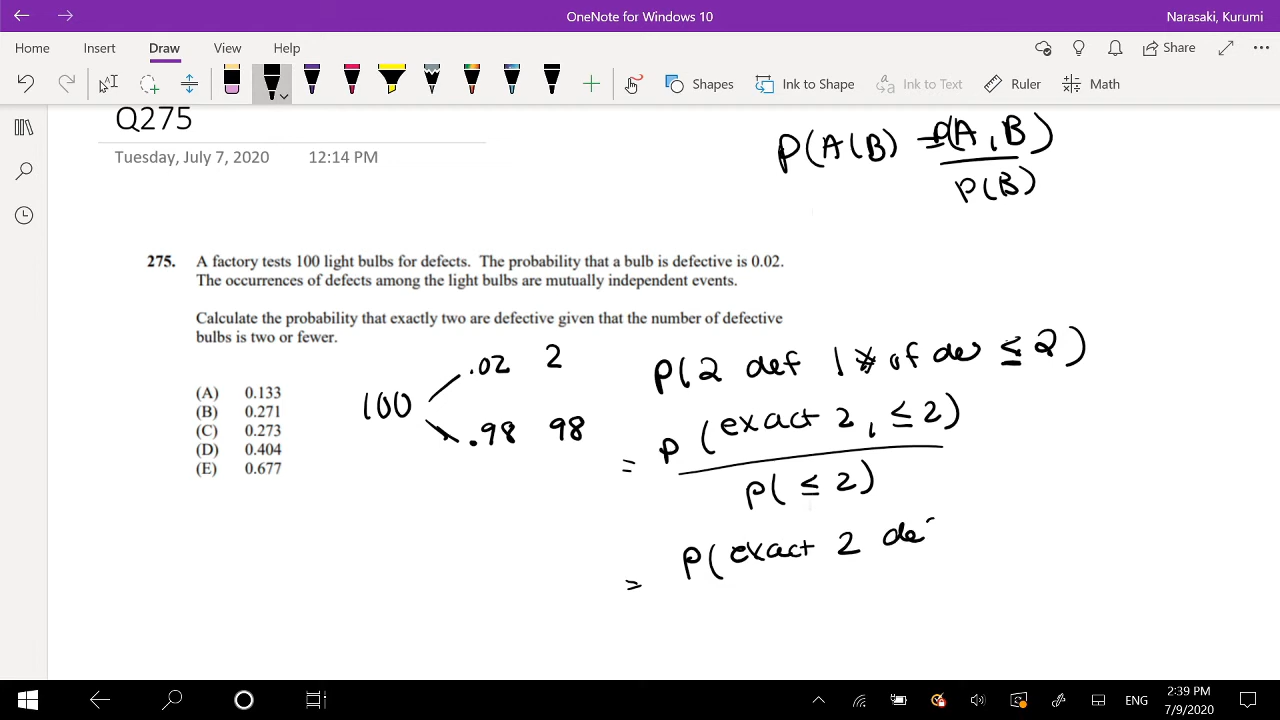 OneNote for Windows 10
Narasaki, Kurumi
Home Insert Draw View Help
Share
Shapes Ink to Shape Ink to Text Ruler Math
Q275
Tuesday, July 7, 2020 12:14 PM
P(A|B) = P(A, B)
P(B)
275. A factory tests 100 light bulbs for defects. The probability that a bulb is defective is 0.02.
The occurrences of defects among the light bulbs are mutually independent events.
Calculate the probability that exactly two are defective given that the number of defective
bulbs is two or fewer.
(A) 0.133
(B) 0.271
(C) 0.273
(D) 0.404
(E) 0.677
100
.02 2
.98 98
P(2 def | # of def ≤ 2)
= P(exact 2, ≤ 2)
P(≤ 2)
= P(exact 2 de
ENG
2:39 PM
7/9/2020